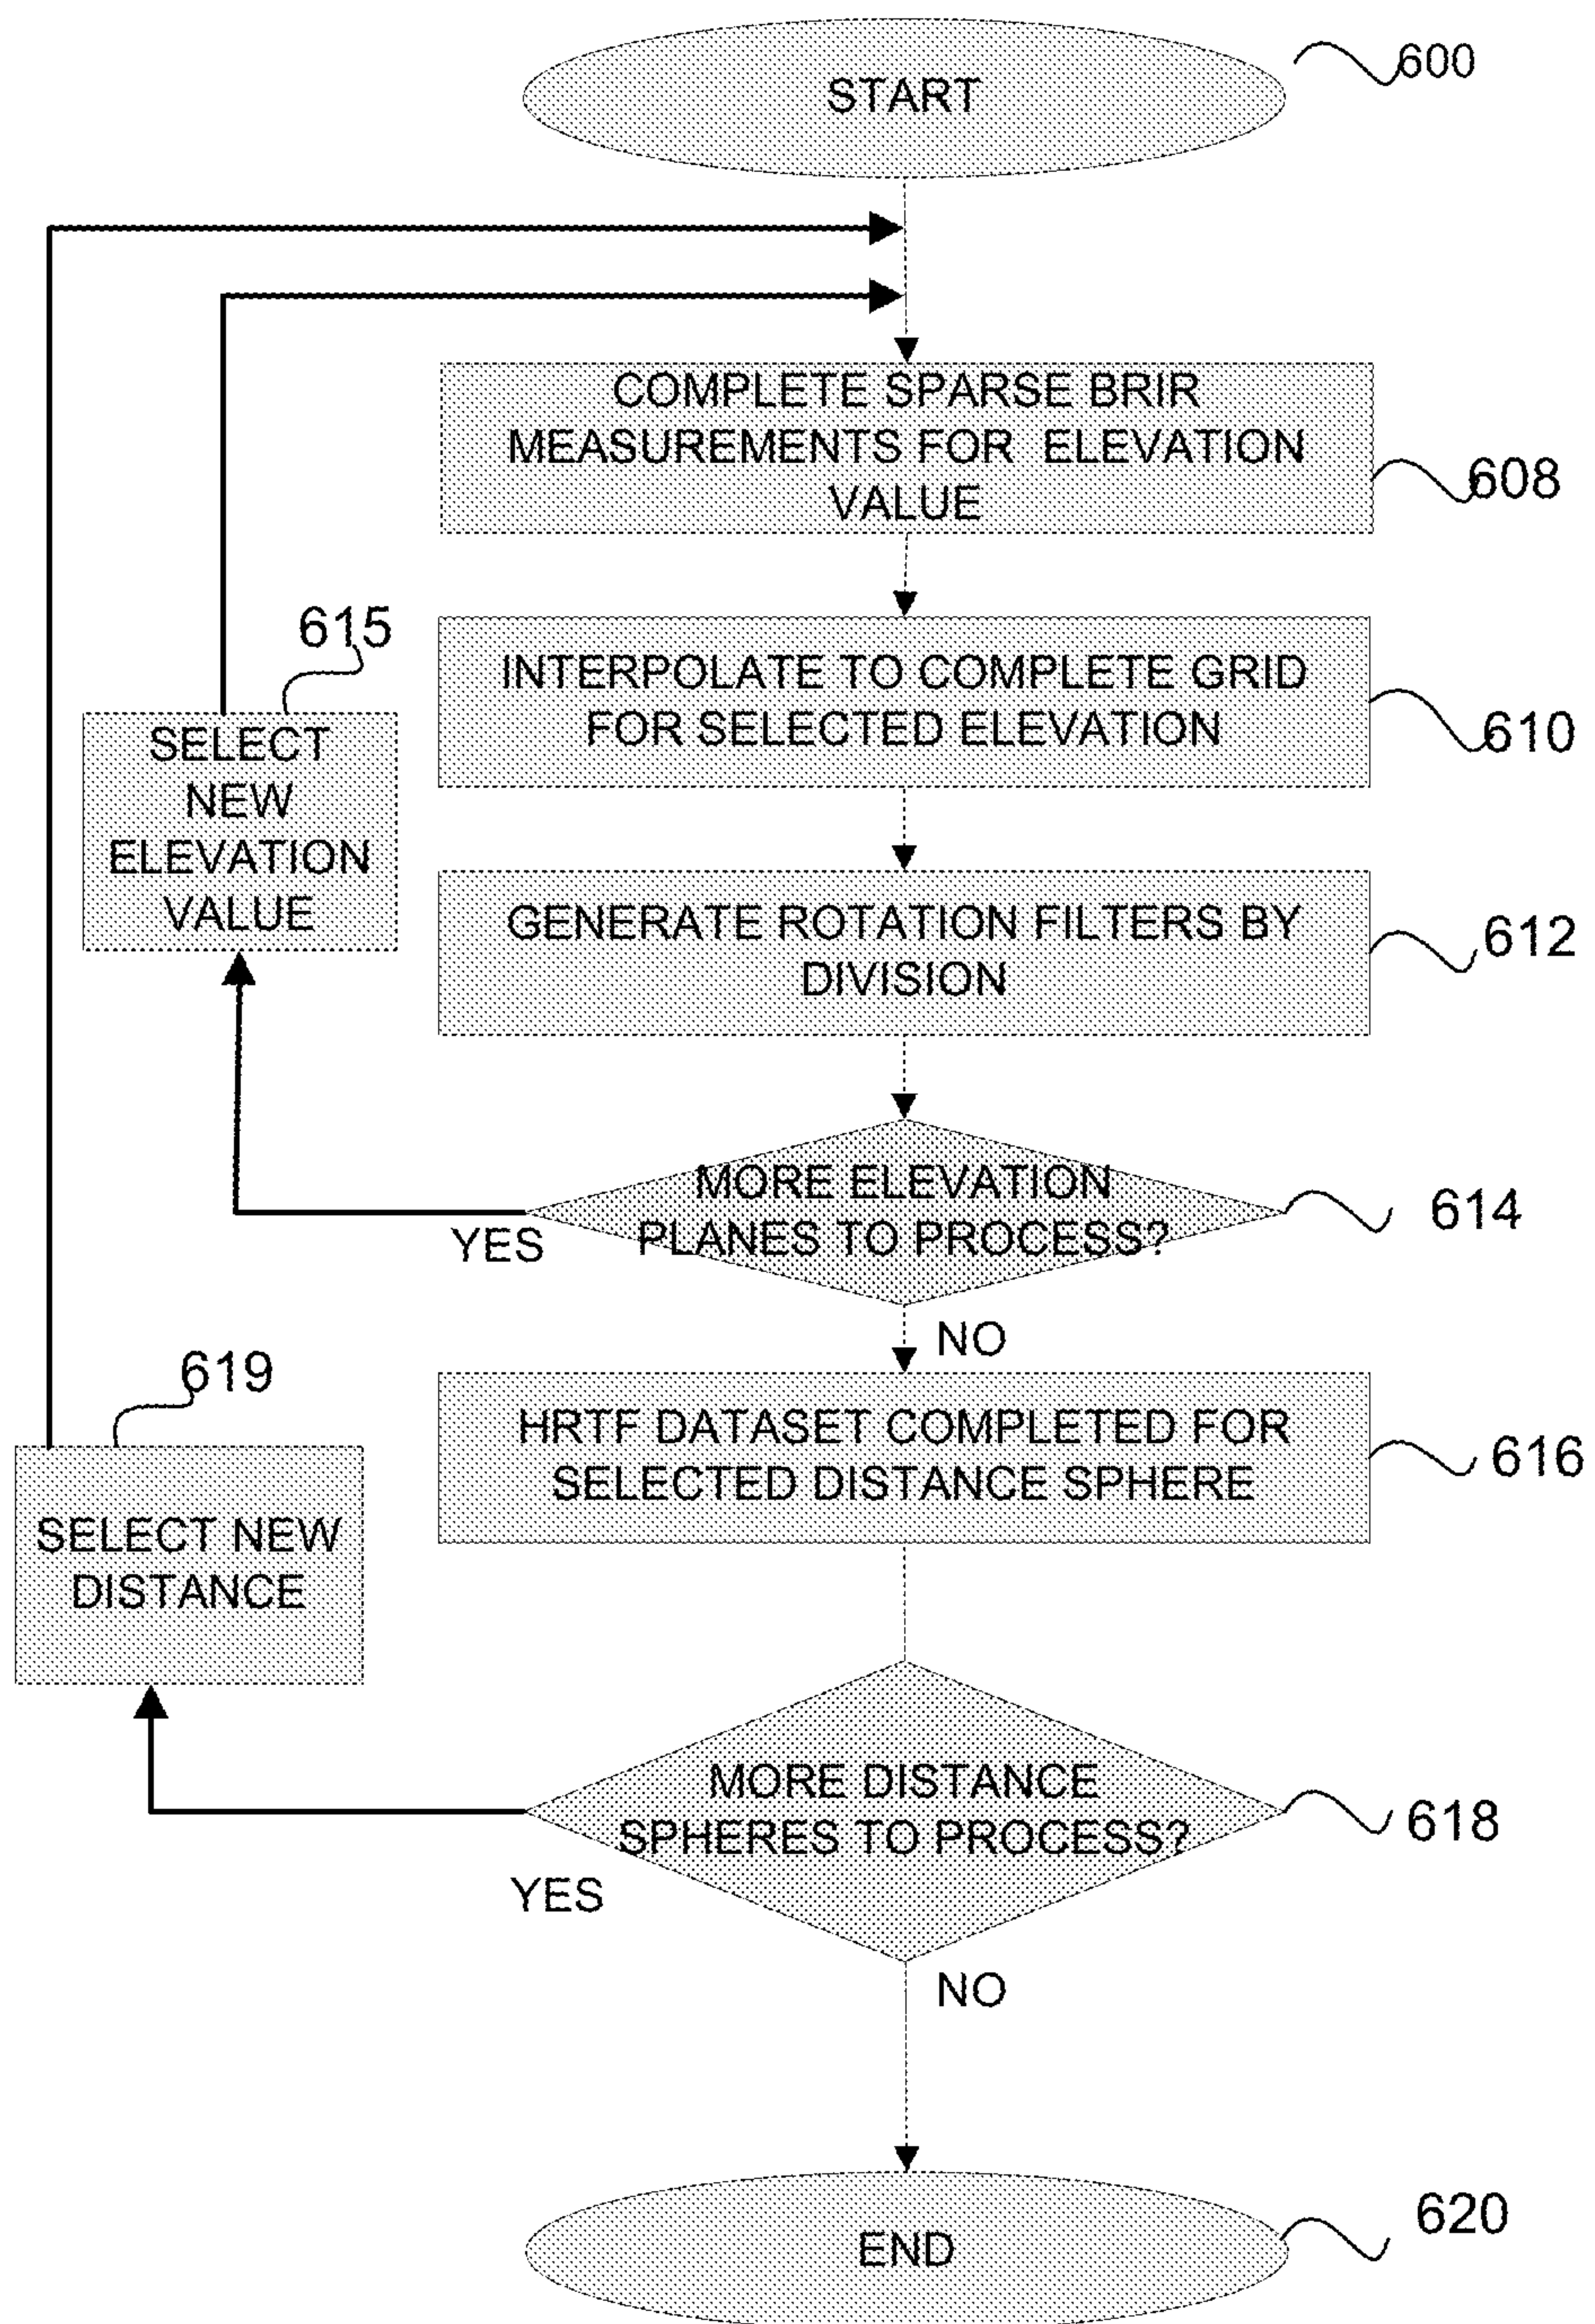 START
600
COMPLETE SPARSE BRIR
MEASUREMENTS FOR ELEVATION
VALUE
608
615
INTERPOLATE TO COMPLETE GRID
FOR SELECTED ELEVATION
610
SELECT
NEW
ELEVATION
VALUE
GENERATE ROTATION FILTERS BY
DIVISION
612
MORE ELEVATION
PLANES TO PROCESS?
614
YES
NO
619
HRTF DATASET COMPLETED FOR
SELECTED DISTANCE SPHERE
616
SELECT NEW
DISTANCE
MORE DISTANCE
SPHERES TO PROCESS?
618
YES
NO
END
620